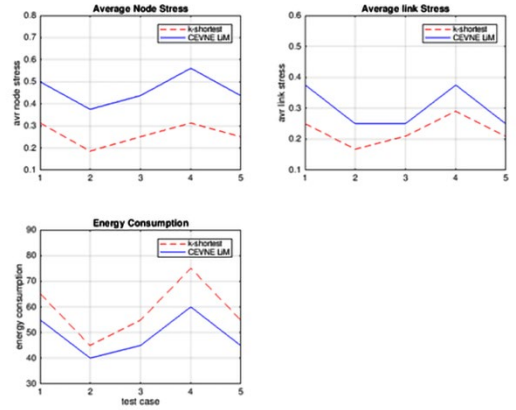 Average Node Stress
avr node stress
0.8
0.7
0.6
0.5
0.4
0.3
0.2
0.1
1 2 3 4 5
k-shortest
CEVNE LiM
Average link Stress
avr link stress
0.6
0.5
0.4
0.3
0.2
0.1
1 2 3 4 5
k-shortest
CEVNE LiM
Energy Consumption
energy consumption
90
80
70
60
50
40
30
1 2 3 4 5
test case
k-shortest
CEVNE LiM